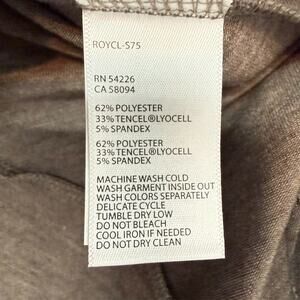 ROYCL-S75
RN 54226
CA 58094
62% POLYESTER
33% TENCEL®LYOCELL
5% SPANDEX
62% POLYESTER
33% TENCEL®LYOCELL
5% SPANDEX
MACHINE WASH COLD
WASH GARMENT INSIDE OUT
WASH COLORS SEPARATELY
DELICATE CYCLE
TUMBLE DRY LOW
DO NOT BLEACH
COOL IRON IF NEEDED
DO NOT DRY CLEAN